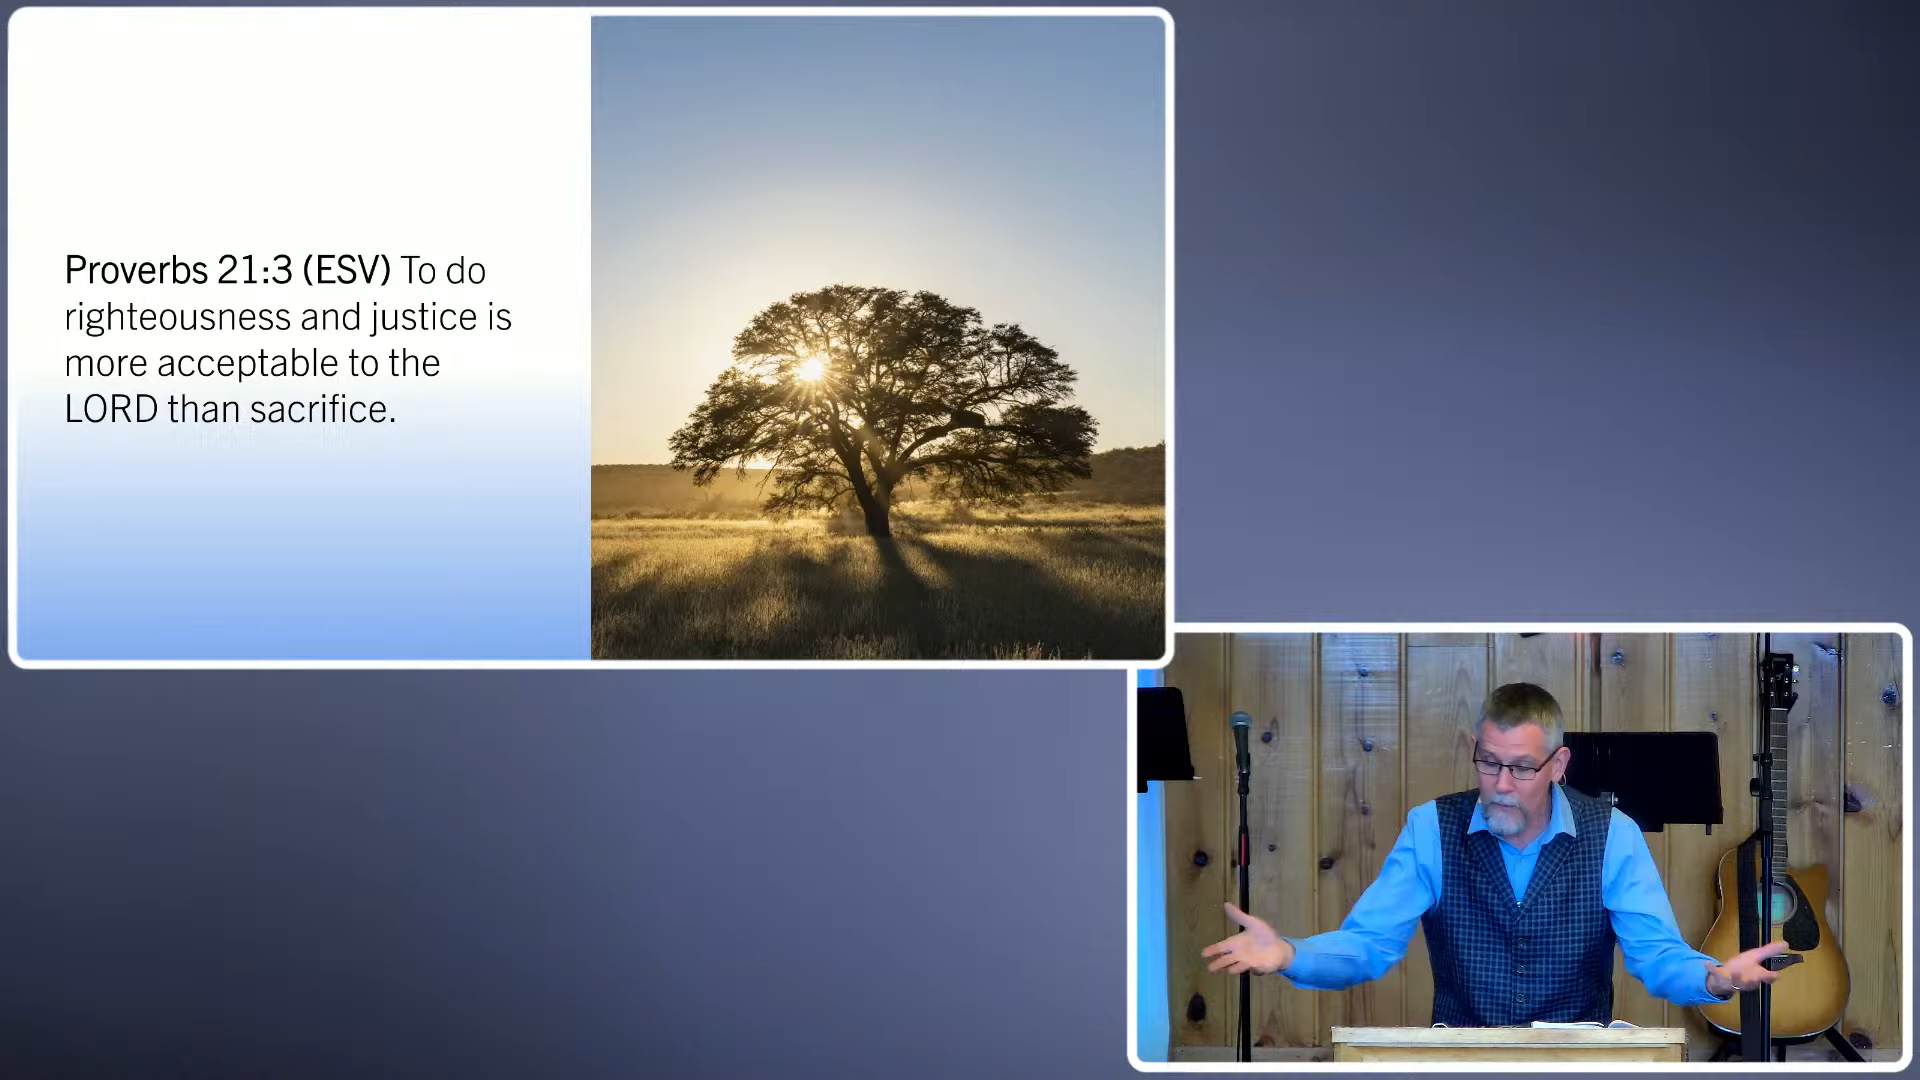 Proverbs 21:3 (ESV) To do
righteousness and justice is
more acceptable to the
LORD than sacrifice.